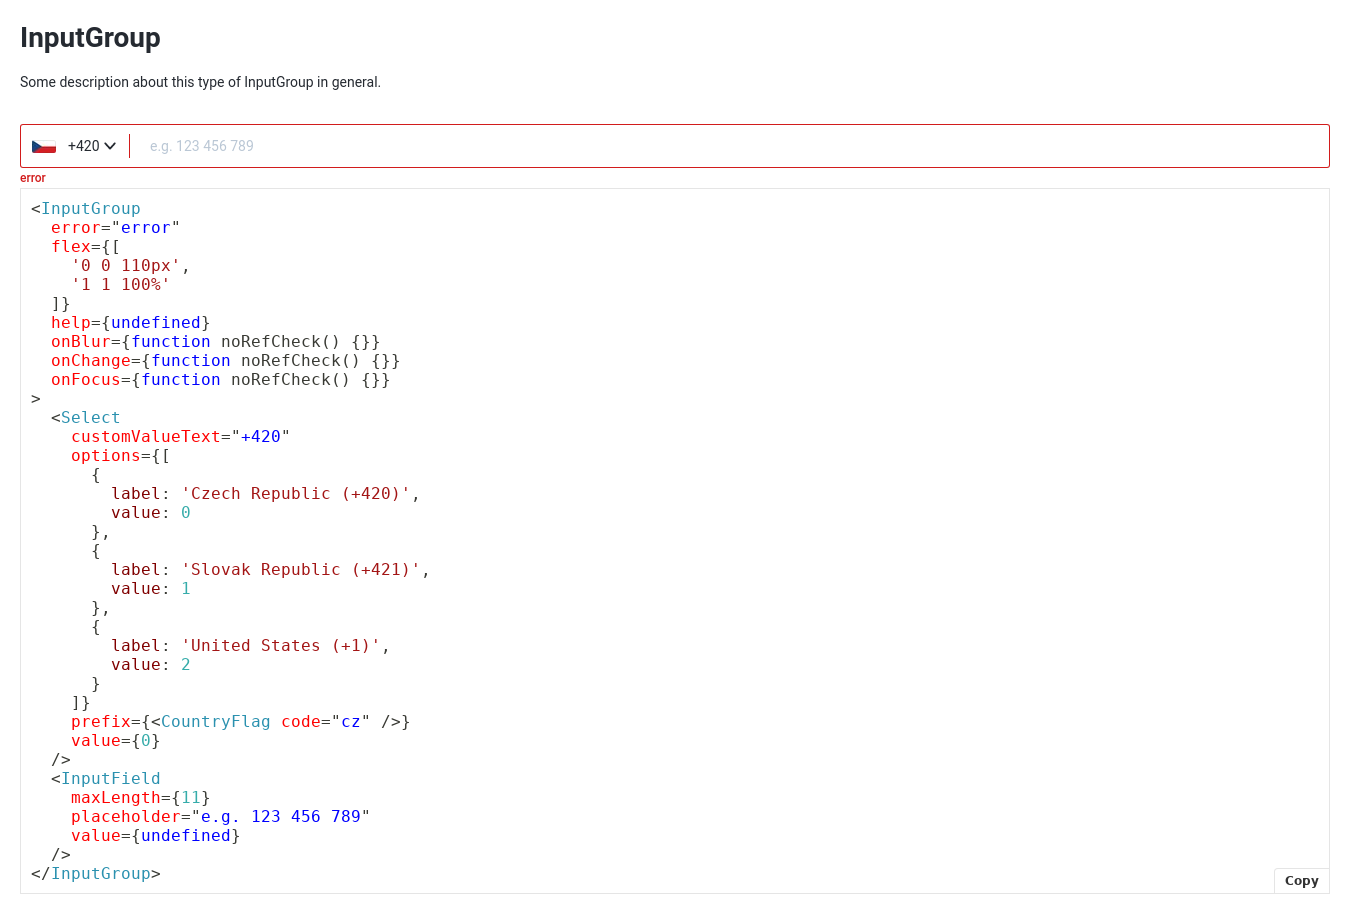 InputGroup
Some description about this type of InputGroup in general.
+420 e.g. 123 456 789
error
<InputGroup
  error="error"
  flex={[
    '0 0 110px',
    '1 1 100%'
  ]}
  help={undefined}
  onBlur={function noRefCheck() {}}
  onChange={function noRefCheck() {}}
  onFocus={function noRefCheck() {}}
>
  <Select
    customValueText="+420"
    options={[
      {
        label: 'Czech Republic (+420)',
        value: 0
      },
      {
        label: 'Slovak Republic (+421)',
        value: 1
      },
      {
        label: 'United States (+1)',
        value: 2
      }
    ]}
    prefix={<CountryFlag code="cz" />}
    value={0}
  />
  <InputField
    maxLength={11}
    placeholder="e.g. 123 456 789"
    value={undefined}
  />
</InputGroup>
Copy